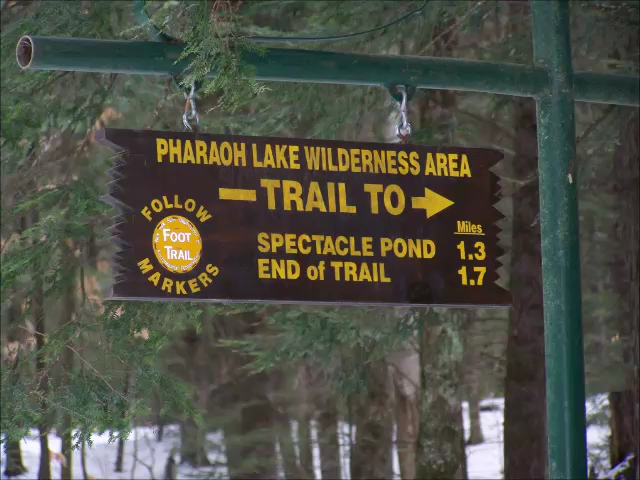 PHARAOH LAKE WILDERNESS AREA
TRAIL TO
Miles
SPECTACLE POND 1.3
END of TRAIL 1.7
FOLLOW
FOOT
TRAIL
MARKERS